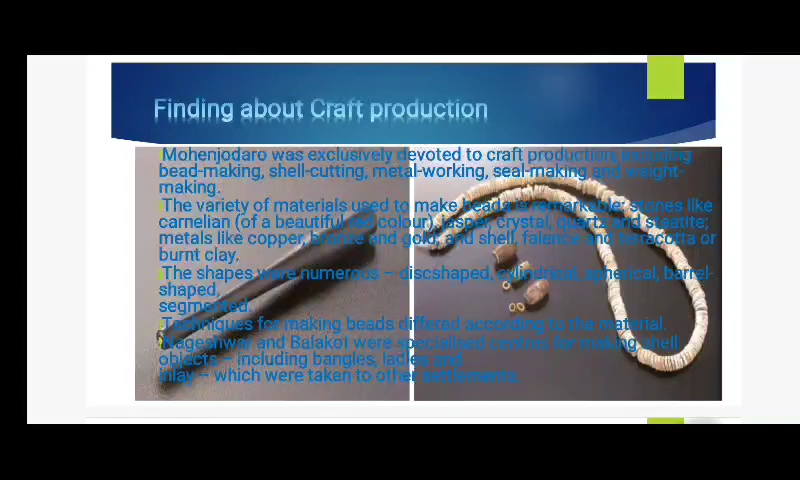 Finding about Craft production
Mohenjodaro was exclusively devoted to craft production, including
bead-making, shell-cutting, metal-working, seal-making and weight-
making.
The variety of materials used to make beads is remarkable: stones like
carnelian (of a beautiful red colour), jasper, crystal, quartz and steatite;
metals like copper, bronze and gold; and shell, faience and terracotta or
burnt clay.
The shapes were numerous – discshaped, cylindrical, spherical, barrel-
shaped,
segmented.
Techniques for making beads differed according to the material.
Nageshwar and Balakot were specialised centres for making shell
objects – including bangles, ladles and
inlay – which were taken to other settlements.